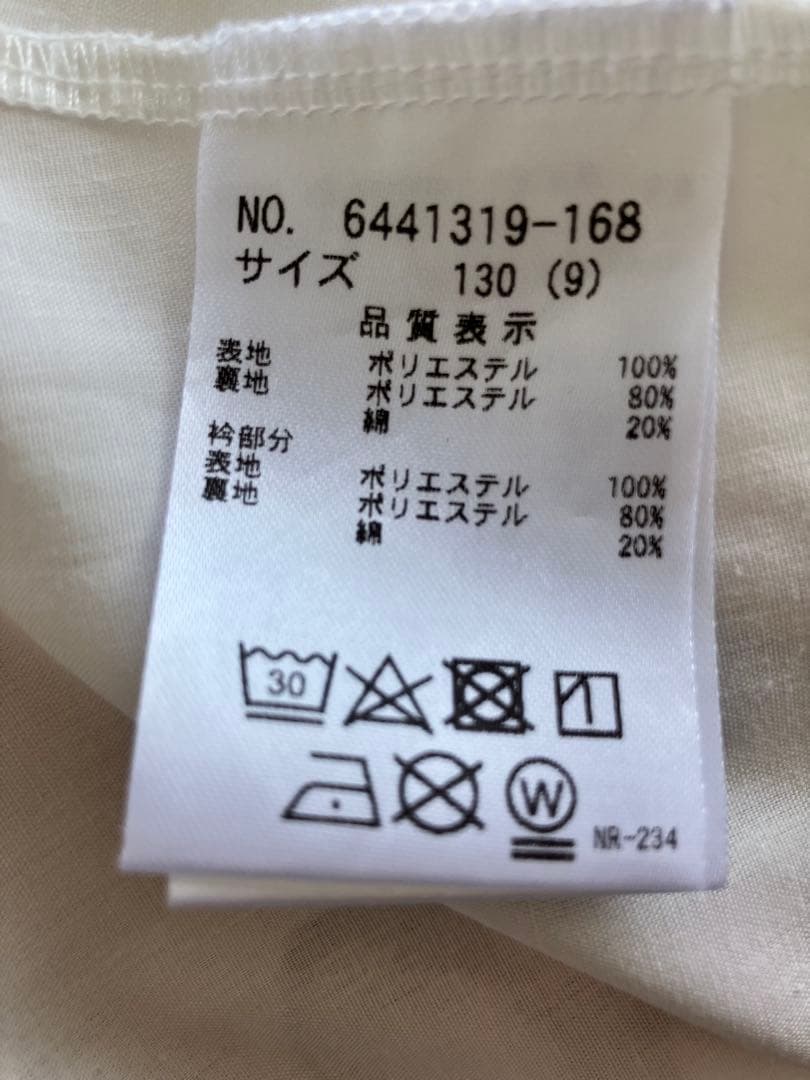 NO. 6441319-168
サイズ 130 (9)
品質表示
表地 ポリエステル 100%
裏地 ポリエステル 80%
綿 20%
衿部分
表地 ポリエステル 100%
裏地 ポリエステル 80%
綿 20%
30
W
NR-234